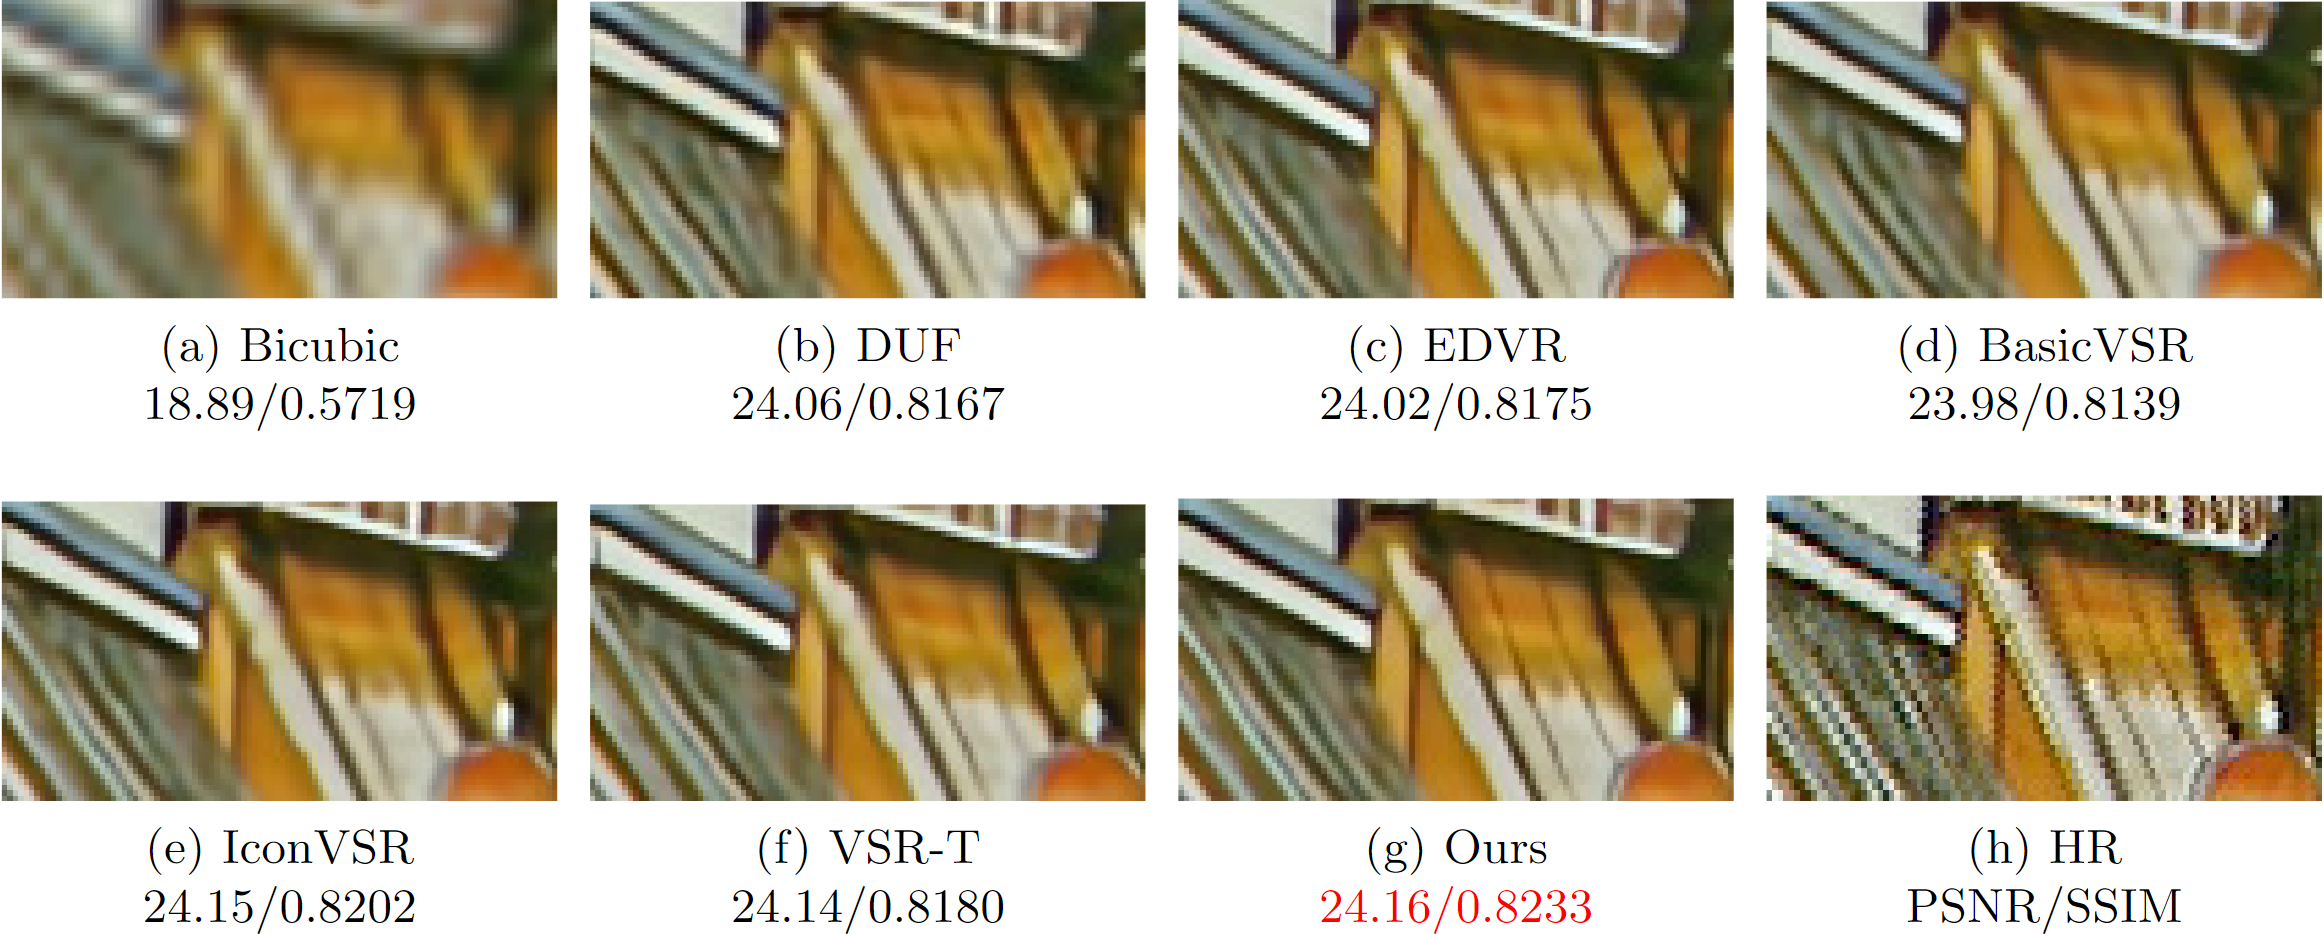 (a) Bicubic
18.89/0.5719
(b) DUF
24.06/0.8167
(c) EDVR
24.02/0.8175
(d) BasicVSR
23.98/0.8139
(e) IconVSR
24.15/0.8202
(f) VSR-T
24.14/0.8180
(g) Ours
24.16/0.8233
(h) HR
PSNR/SSIM